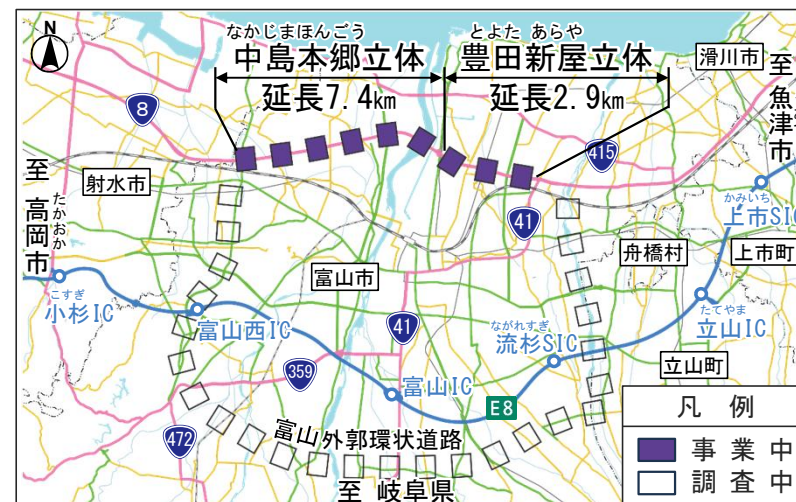 N
なかじまほんごう
中島本郷立体
延長7.4km
とよた あらや
豊田新屋立体
延長2.9km
滑川市
至 魚津市
8
415
射水市
至 高岡市
たかおか
かみいち
上市SIC
41
舟橋村
上市町
富山市
こすぎ
小杉IC
富山西IC
41
ながれすぎ
流杉SIC
たてやま
立山IC
立山町
359
富山IC
E8
472
富山外郭環状道路
至 岐阜県
凡 例
事業中
調査中